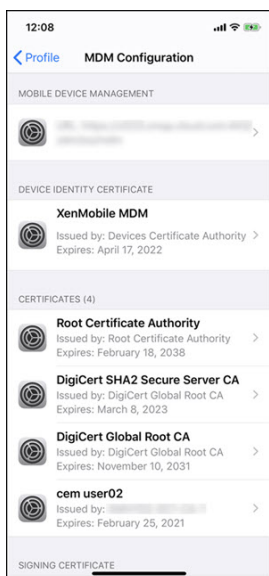 12:08
Profile
MDM Configuration
MOBILE DEVICE MANAGEMENT
DEVICE IDENTITY CERTIFICATE
XenMobile MDM
Issued by: Devices Certificate Authority
Expires: April 17, 2022
CERTIFICATES (4)
Root Certificate Authority
Issued by: Root Certificate Authority
Expires: February 18, 2038
DigiCert SHA2 Secure Server CA
Issued by: DigiCert Global Root CA
Expires: March 8, 2023
DigiCert Global Root CA
Issued by: DigiCert Global Root CA
Expires: November 10, 2031
cem user02
Issued by:
Expires: February 25, 2021
SIGNING CERTIFICATE